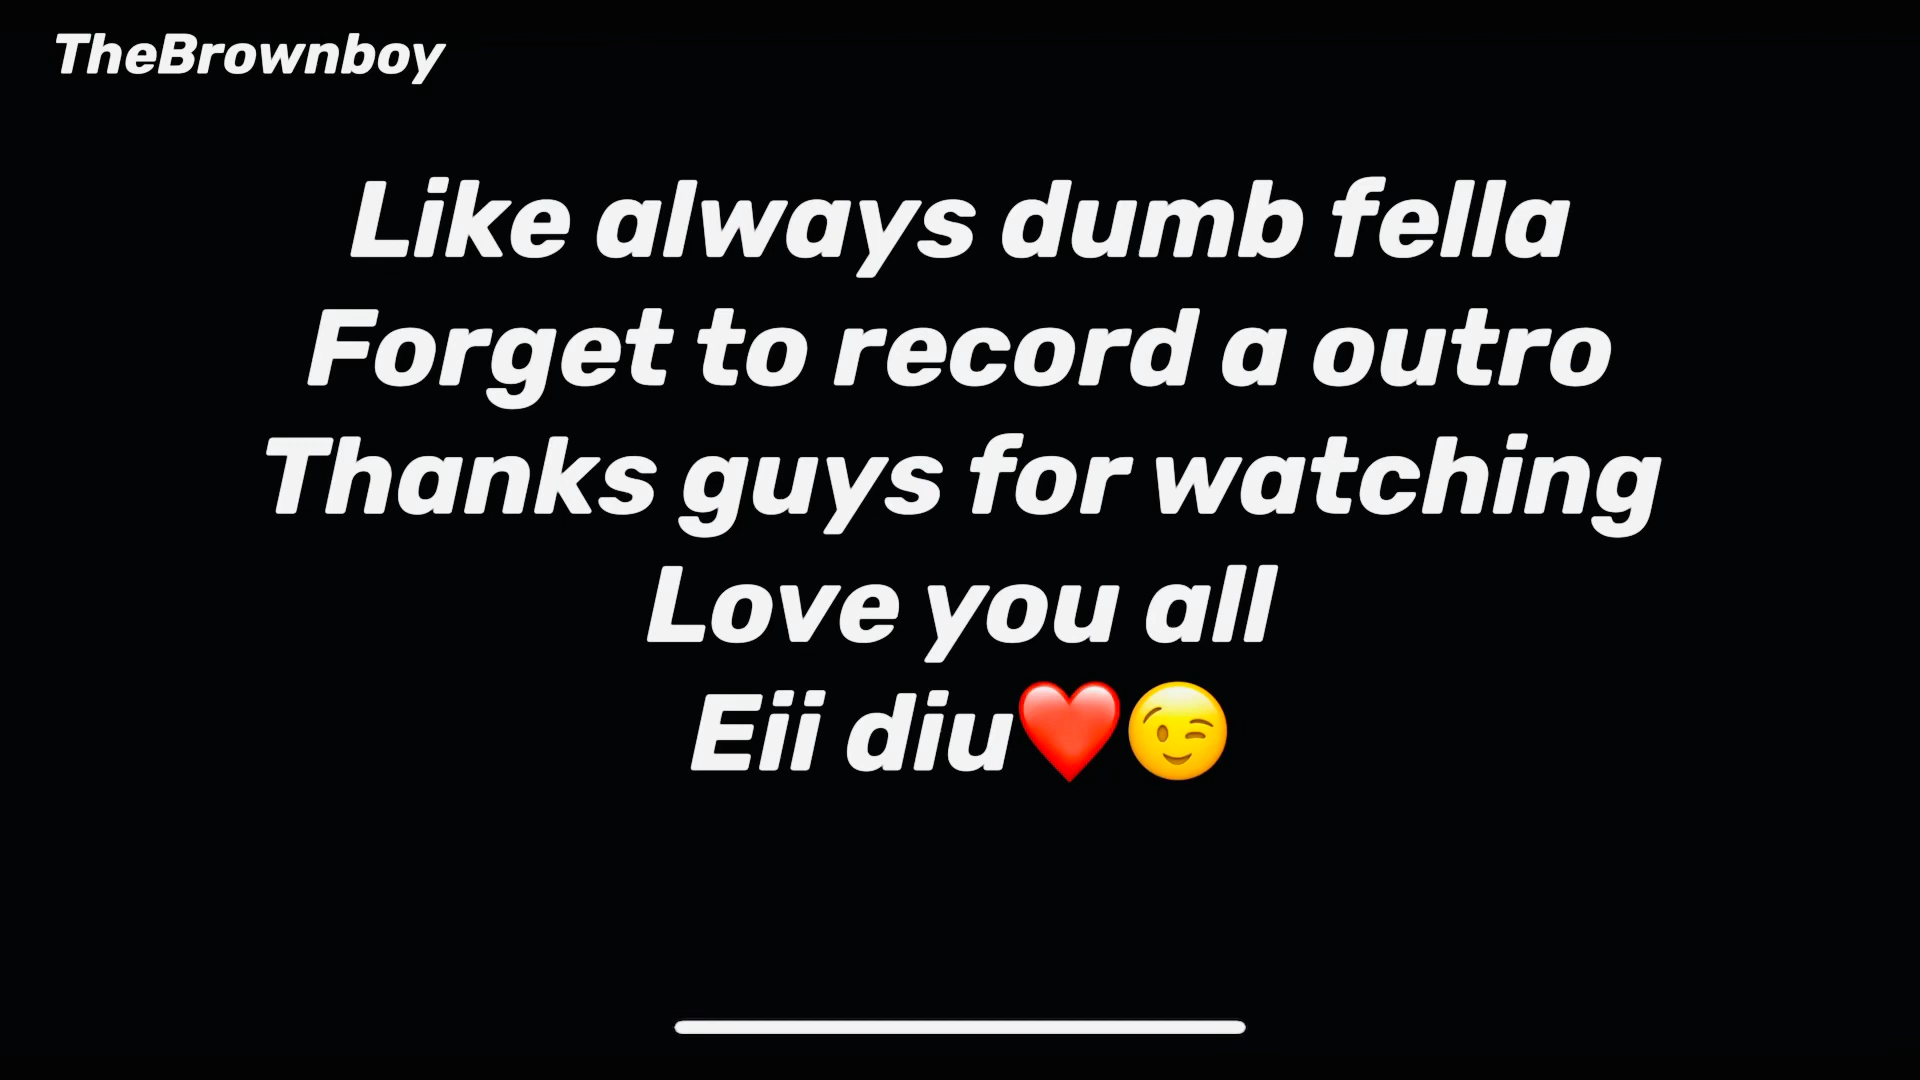 TheBrownboy
Like always dumb fella
Forget to record a outro
Thanks guys for watching
Love you all
Eii diu❤️😉